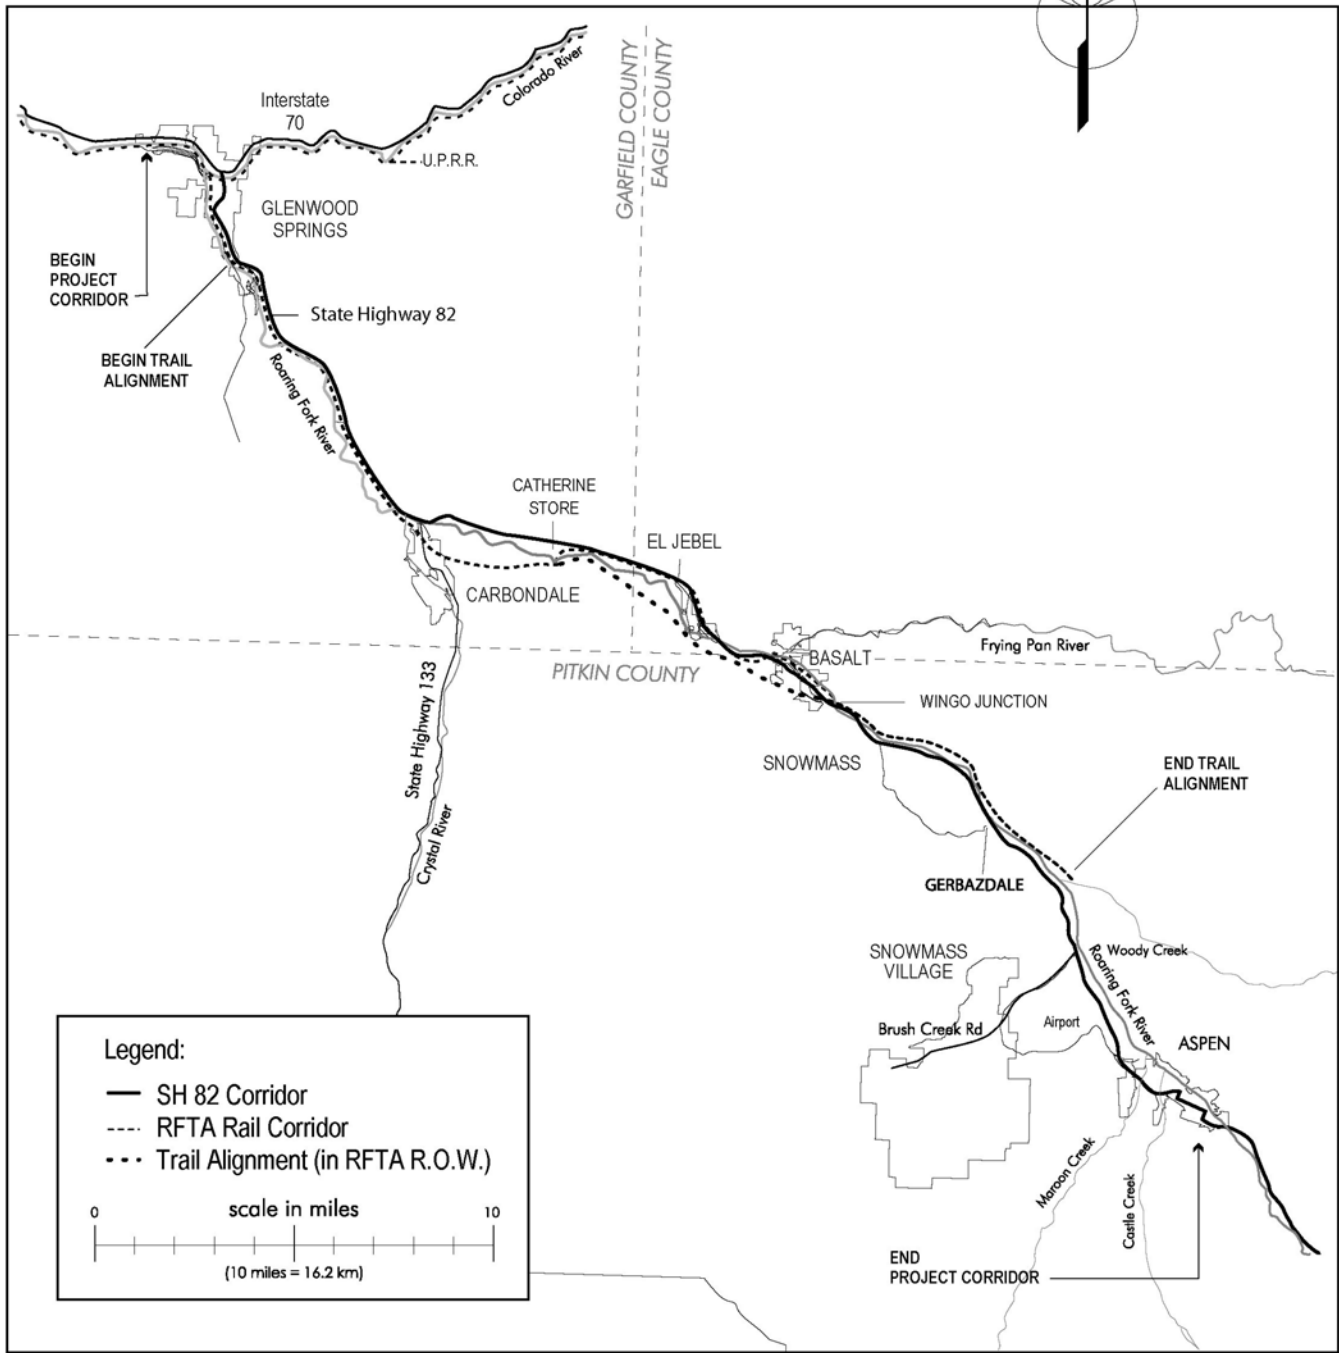 Colorado River
Interstate
70
U.P.R.R.
GARFIELD COUNTY
EAGLE COUNTY
GLENWOOD
SPRINGS
BEGIN
PROJECT
CORRIDOR
State Highway 82
BEGIN TRAIL
ALIGNMENT
Roaring Fork River
CATHERINE
STORE
EL JEBEL
CARBONDALE
PITKIN COUNTY
BASALT
Frying Pan River
WINGO JUNCTION
State Highway 133
Crystal River
SNOWMASS
END TRAIL
ALIGNMENT
GERBAZDALE
SNOWMASS
VILLAGE
Woody Creek
Roaring Fork River
Brush Creek Rd
Airport
ASPEN
Maroon Creek
Castle Creek
END
PROJECT CORRIDOR
Legend:
SH 82 Corridor
RFTA Rail Corridor
Trail Alignment (in RFTA R.O.W.)
0 scale in miles 10
(10 miles = 16.2 km)